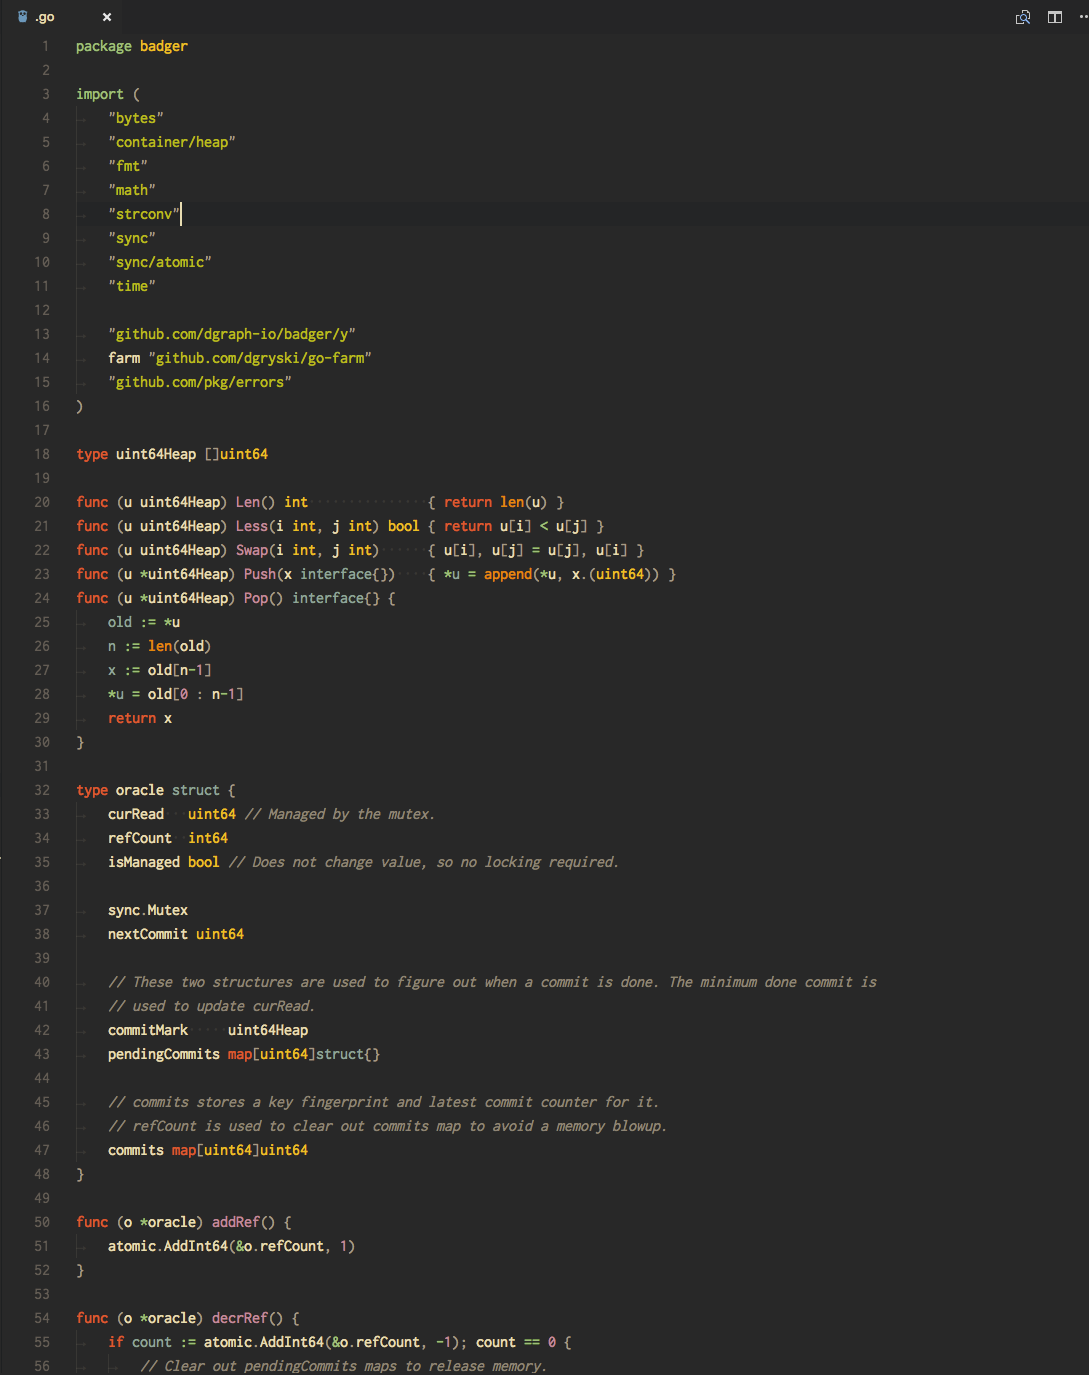 .go
1 package badger
2
3 import (
4 "bytes"
5 "container/heap"
6 "fmt"
7 "math"
8 "strconv"
9 "sync"
10 "sync/atomic"
11 "time"
12
13 "github.com/dgraph-io/badger/y"
14 farm "github.com/dgryski/go-farm"
15 "github.com/pkg/errors"
16 )
17
18 type uint64Heap []uint64
19
20 func (u uint64Heap) Len() int               { return len(u) }
21 func (u uint64Heap) Less(i int, j int) bool { return u[i] < u[j] }
22 func (u uint64Heap) Swap(i int, j int)      { u[i], u[j] = u[j], u[i] }
23 func (u *uint64Heap) Push(x interface{})    { *u = append(*u, x.(uint64)) }
24 func (u *uint64Heap) Pop() interface{} {
25 old := *u
26 n := len(old)
27 x := old[n-1]
28 *u = old[0 : n-1]
29 return x
30 }
31
32 type oracle struct {
33 curRead   uint64 // Managed by the mutex.
34 refCount  int64
35 isManaged bool // Does not change value, so no locking required.
36
37 sync.Mutex
38 nextCommit uint64
39
40 // These two structures are used to figure out when a commit is done. The minimum done commit is
41 // used to update curRead.
42 commitMark     uint64Heap
43 pendingCommits map[uint64]struct{}
44
45 // commits stores a key fingerprint and latest commit counter for it.
46 // refCount is used to clear out commits map to avoid a memory blowup.
47 commits map[uint64]uint64
48 }
49
50 func (o *oracle) addRef() {
51 atomic.AddInt64(&o.refCount, 1)
52 }
53
54 func (o *oracle) decrRef() {
55 if count := atomic.AddInt64(&o.refCount, -1); count == 0 {
56 // Clear out pendingCommits maps to release memory.